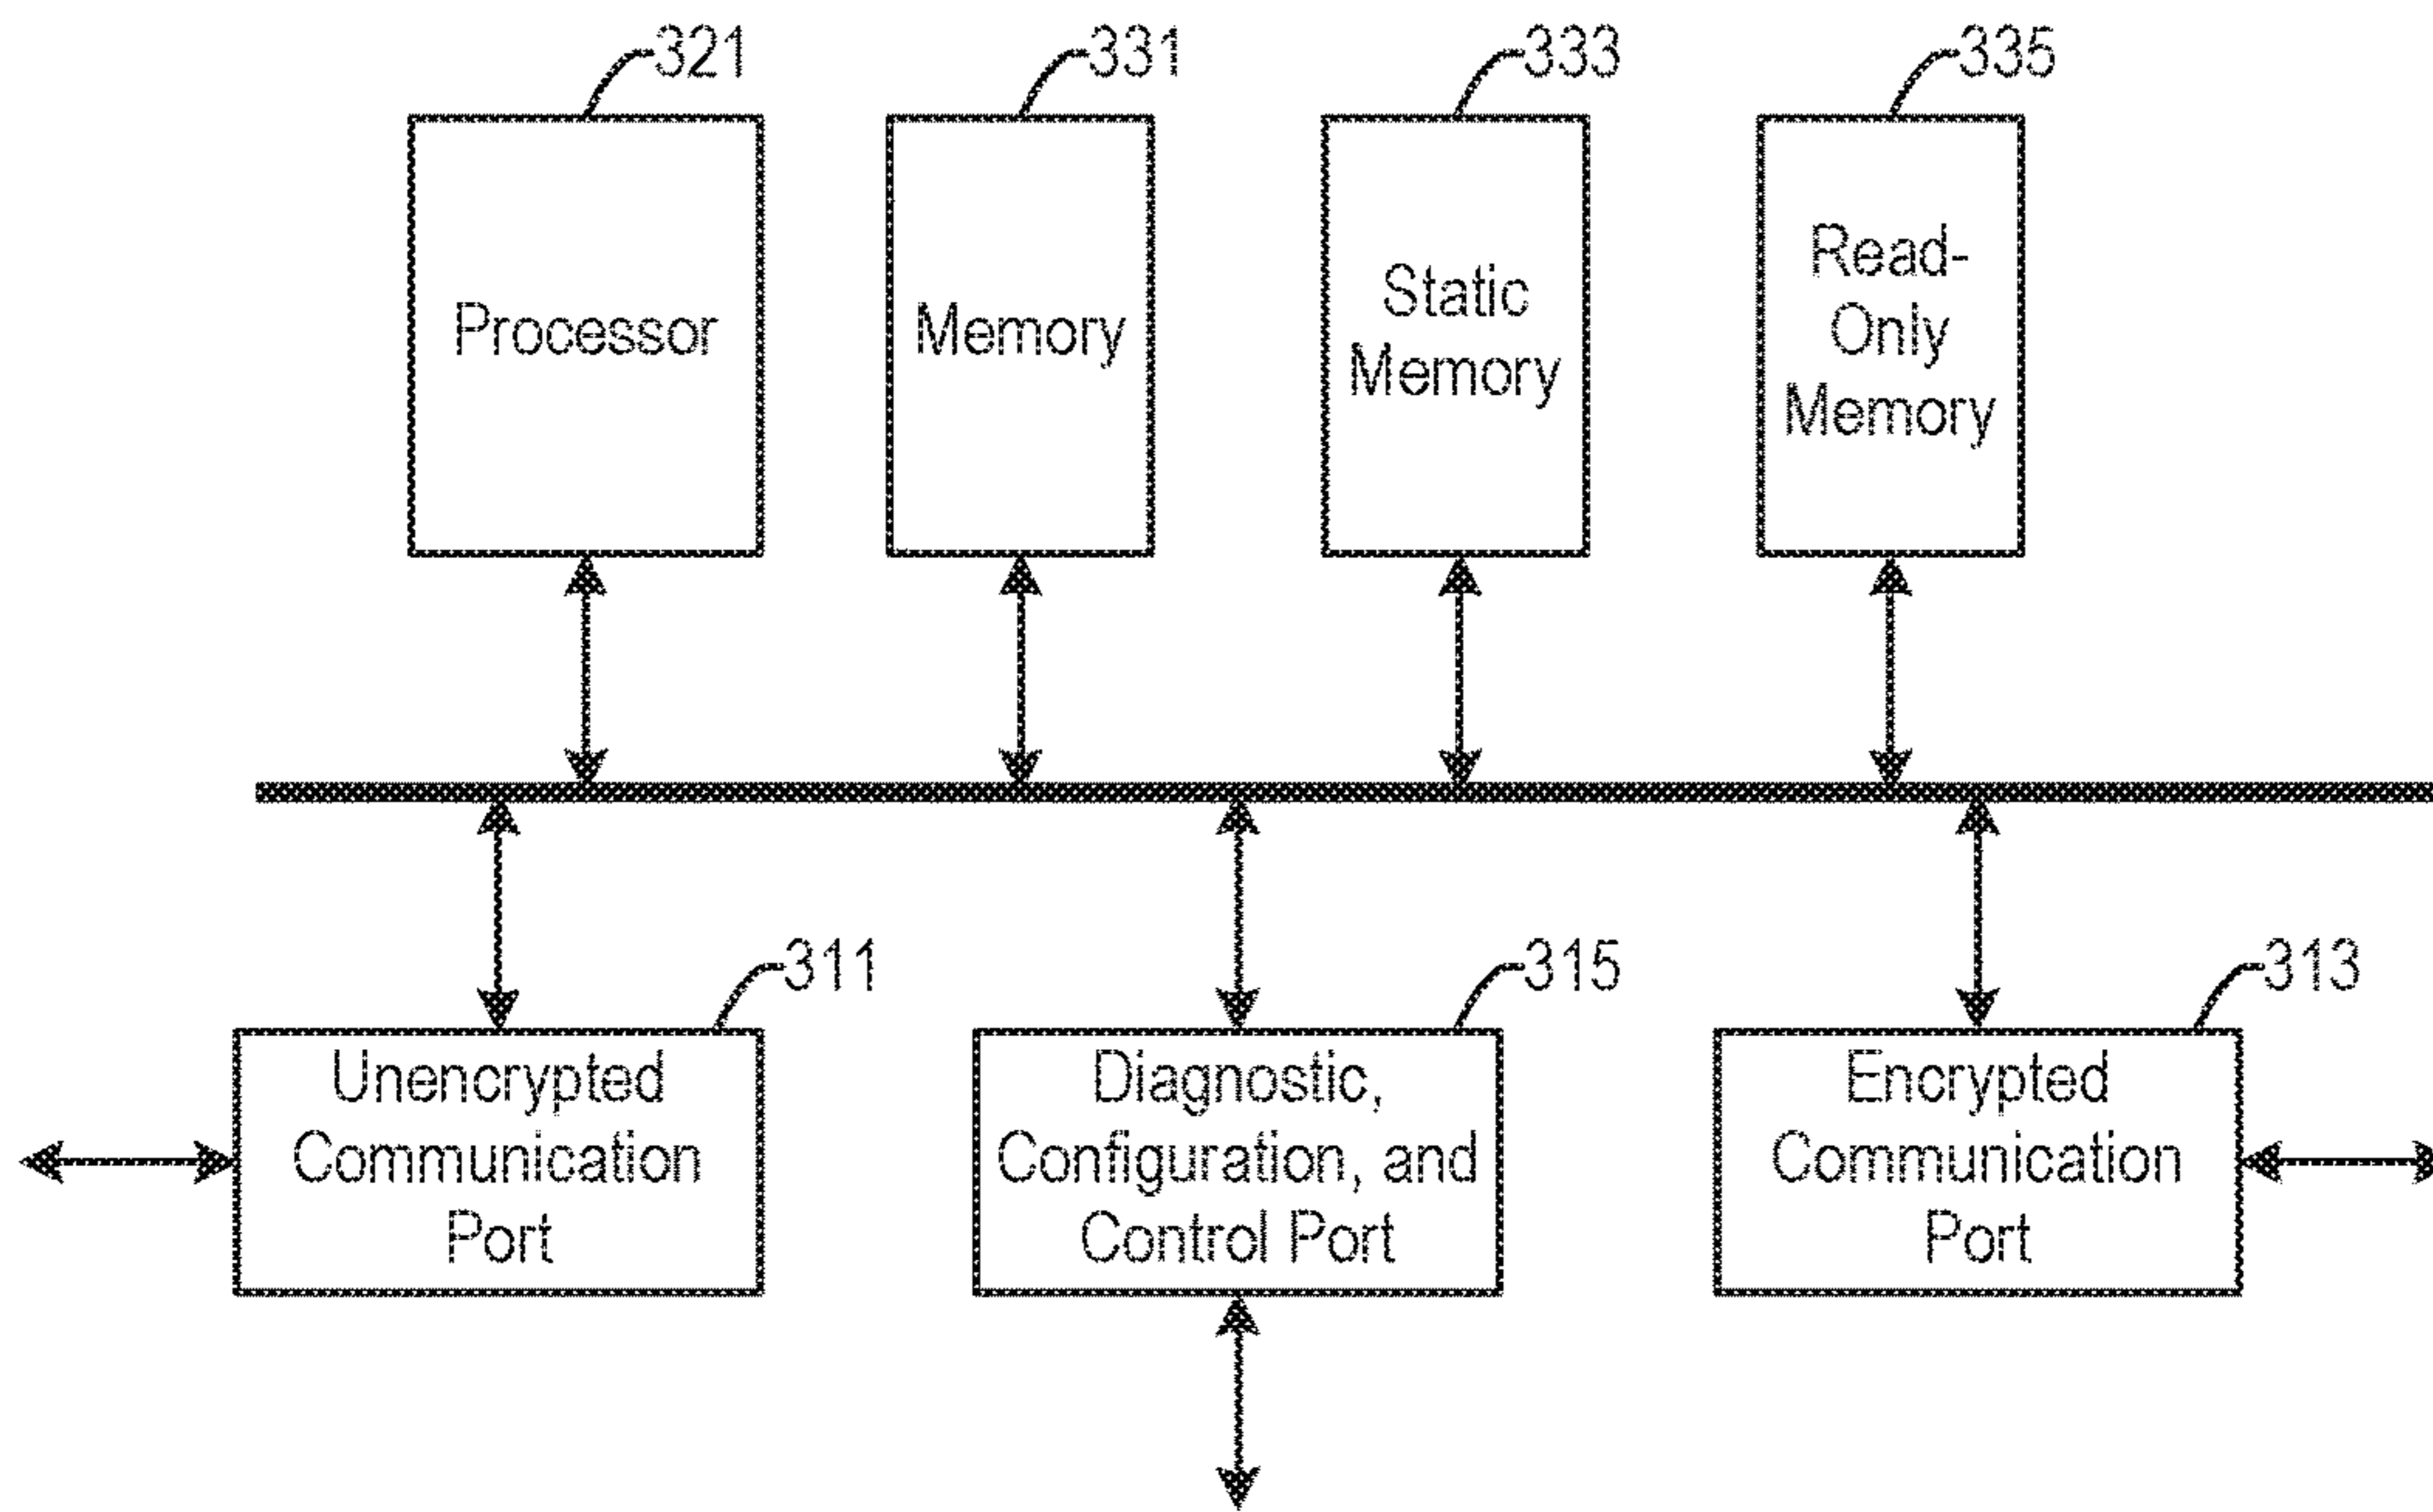 321
331
333
335
Processor
Memory
Static
Memory
Read-
Only
Memory
311
315
313
Unencrypted
Communication
Port
Diagnostic,
Configuration, and
Control Port
Encrypted
Communication
Port